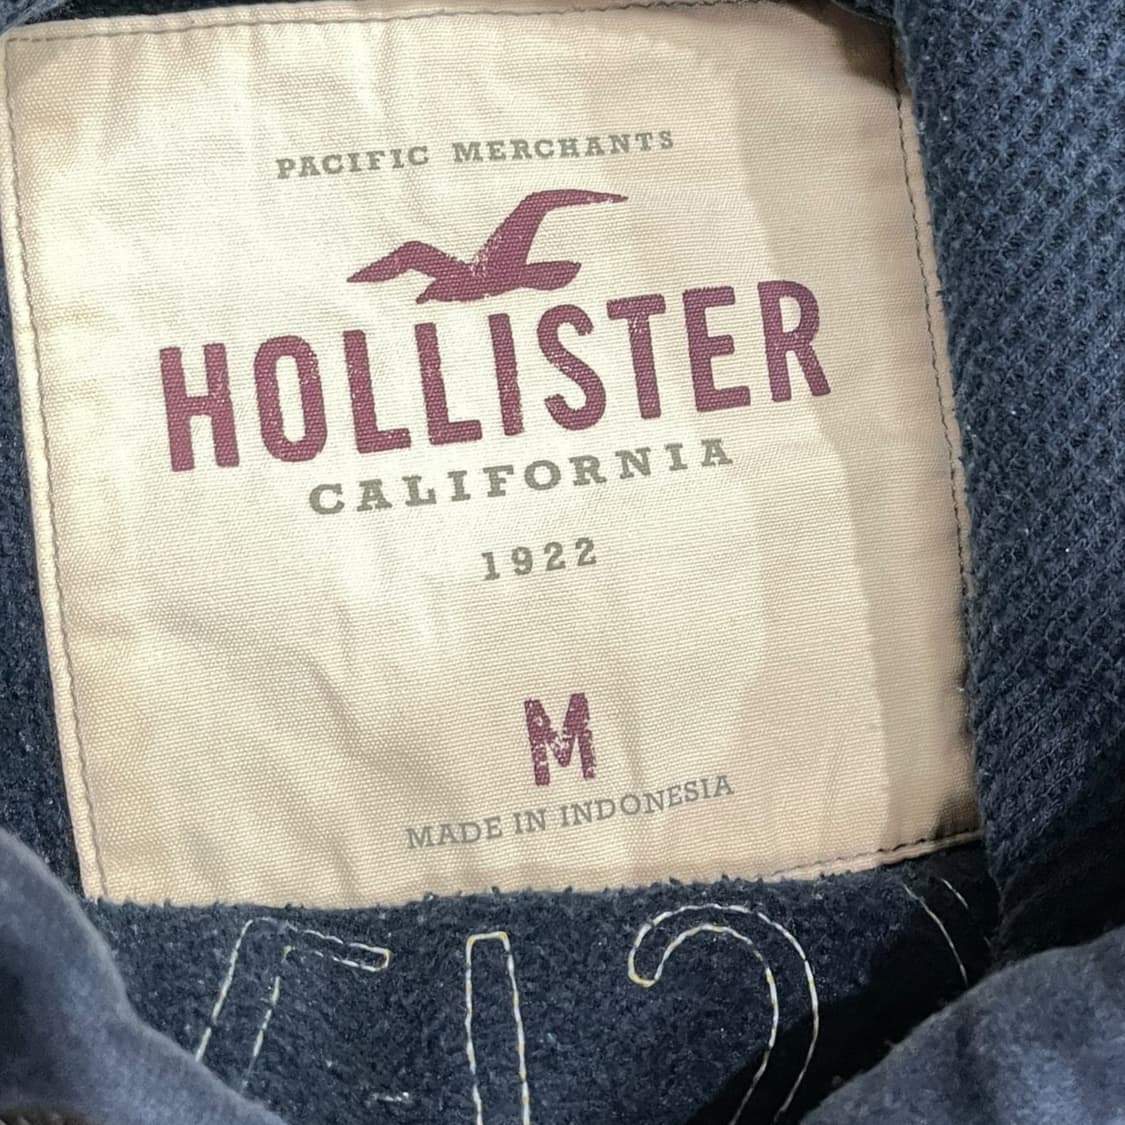 PACIFIC MERCHANTS
HOLLISTER
CALIFORNIA
1922
M
MADE IN INDONESIA